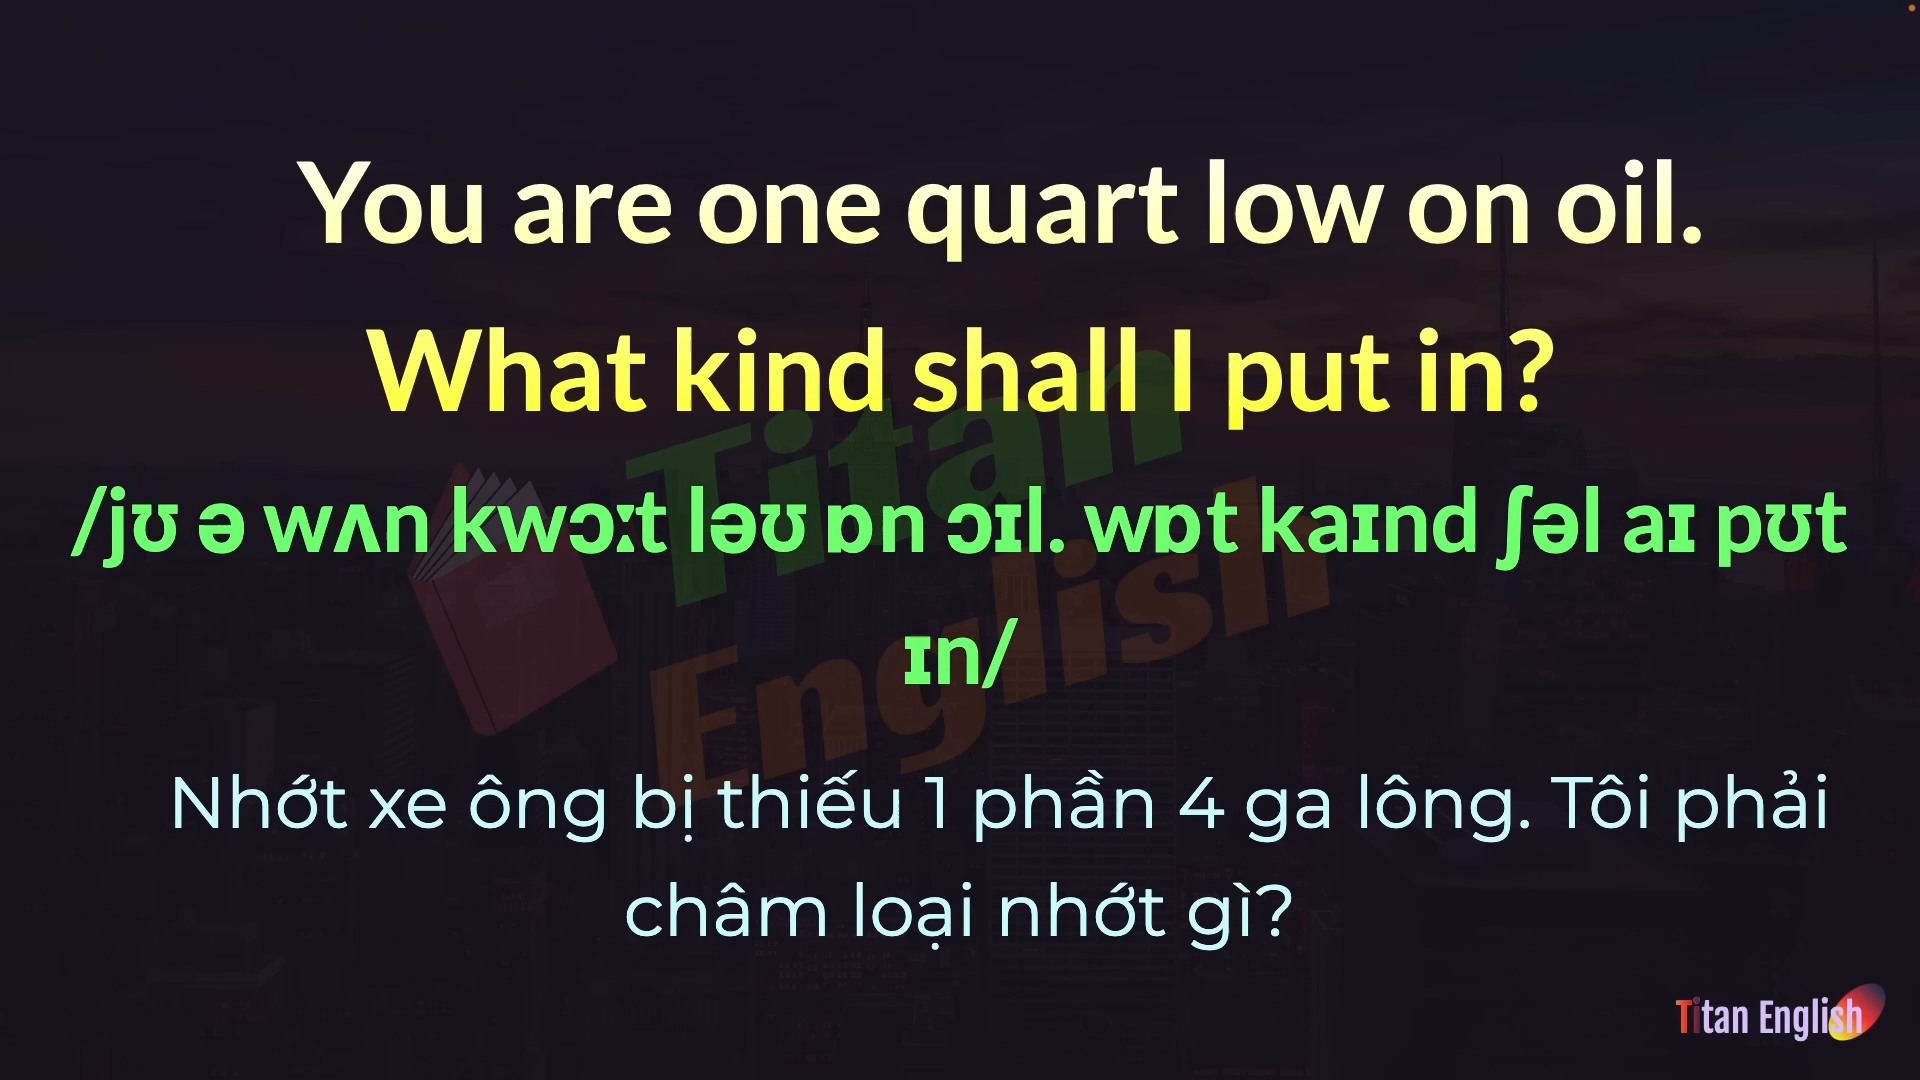 You are one quart low on oil.
What kind shall I put in?
/jʊ ə wʌn kwɔːt ləʊ ɒn ɔɪl. wɒt kaɪnd ʃəl aɪ pʊt
ɪn/
Titan
English
Nhớt xe ông bị thiếu 1 phần 4 ga lông. Tôi phải
châm loại nhớt gì?
Titan English